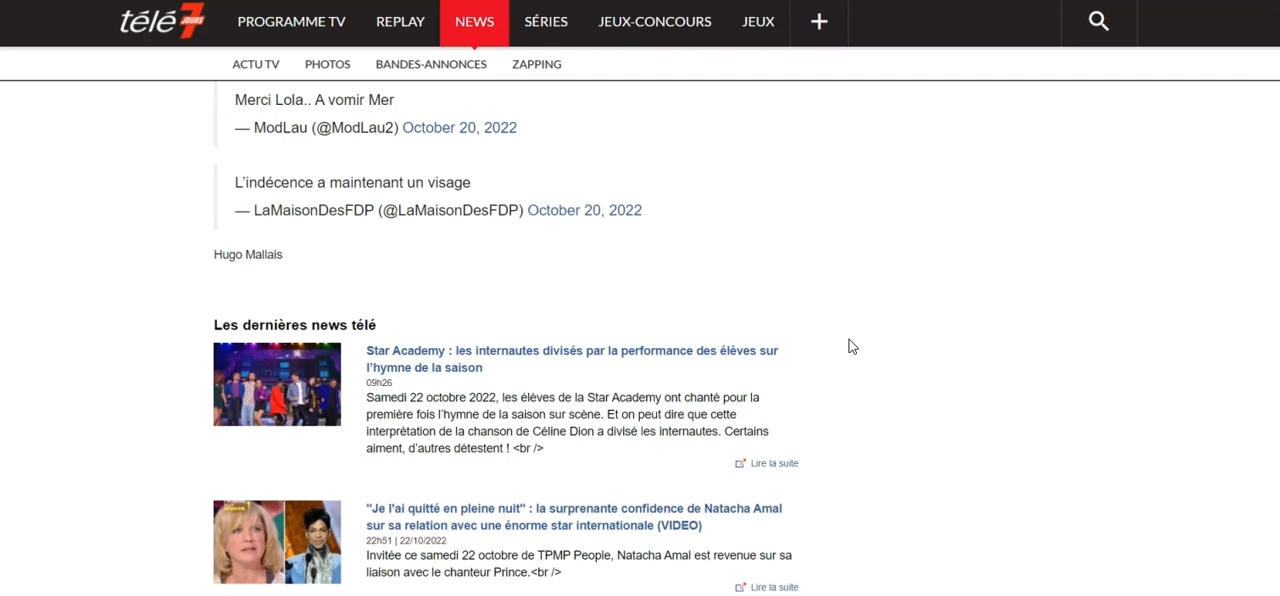 télé 7 JOURS PROGRAMME TV REPLAY NEWS SÉRIES JEUX-CONCOURS JEUX +
ACTU TV PHOTOS BANDES-ANNONCES ZAPPING
Merci Lola.. A vomir Mer
— ModLau (@ModLau2) October 20, 2022
L'indécence a maintenant un visage
— LaMaisonDesFDP (@LaMaisonDesFDP) October 20, 2022
Hugo Mallais
Les dernières news télé
Star Academy : les internautes divisés par la performance des élèves sur
l'hymne de la saison
09h26
Samedi 22 octobre 2022, les élèves de la Star Academy ont chanté pour la
première fois l'hymne de la saison sur scène. Et on peut dire que cette
interprétation de la chanson de Céline Dion a divisé les internautes. Certains
aiment, d'autres détestent ! <br />
Lire la suite
"Je l'ai quitté en pleine nuit" : la surprenante confidence de Natacha Amal
sur sa relation avec une énorme star internationale (VIDEO)
22h51 | 22/10/2022
Invitée ce samedi 22 octobre de TPMP People, Natacha Amal est revenue sur sa
liaison avec le chanteur Prince.<br />
Lire la suite